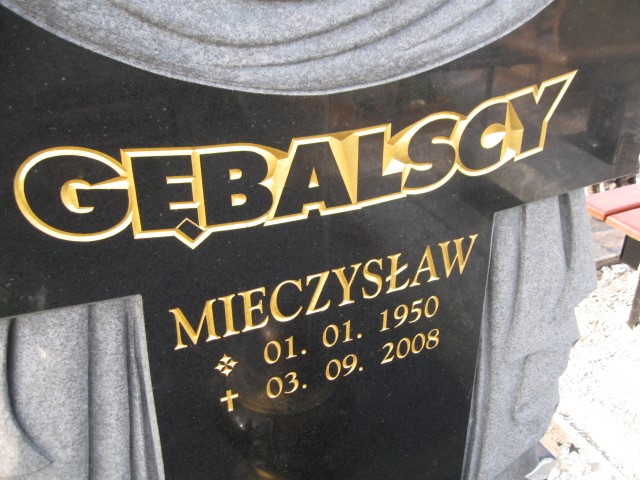 GĘBALSCY
MIECZYSŁAW
01. 01. 1950
✝ 03. 09. 2008